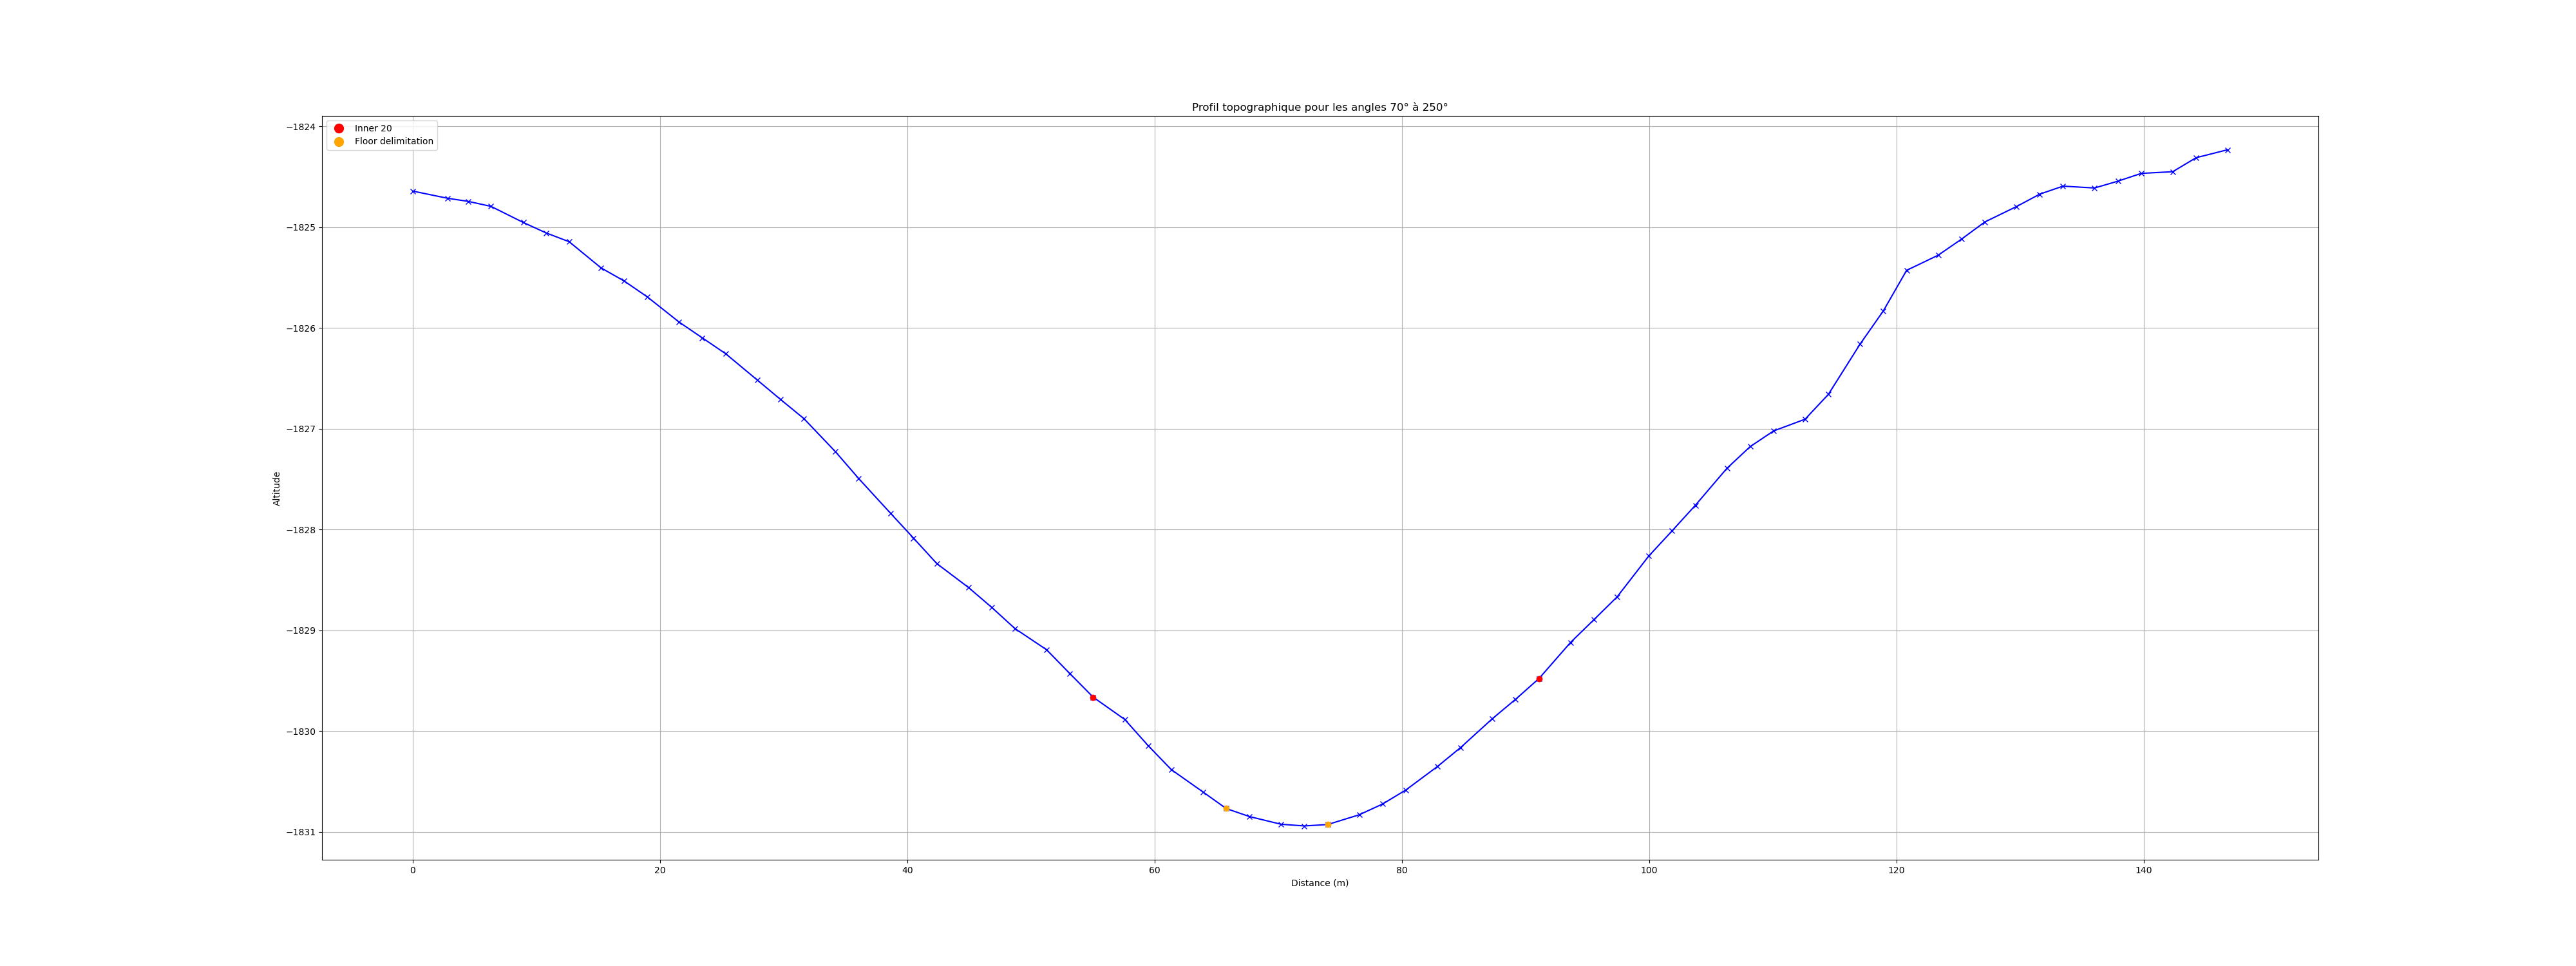 Profil topographique pour les angles 70° à 250°
Inner 20
Floor delimitation
−1824
−1825
−1826
−1827
−1828
−1829
−1830
−1831
Altitude
0 20 40 60 80 100 120 140
Distance (m)